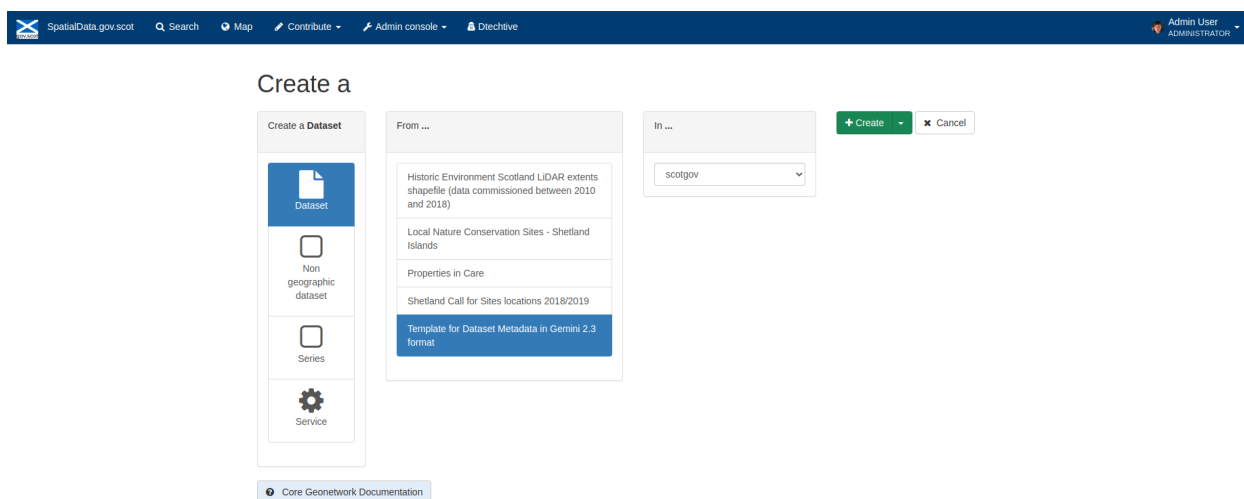 gov.scot
SpatialData.gov.scot
Search
Map
Contribute
Admin console
Dtechtive
Admin User
ADMINISTRATOR
Create a
Create a Dataset
Dataset
Non
geographic
dataset
Series
Service
From ...
Historic Environment Scotland LiDAR extents
shapefile (data commissioned between 2010
and 2018)
Local Nature Conservation Sites - Shetland
Islands
Properties in Care
Shetland Call for Sites locations 2018/2019
Template for Dataset Metadata in Gemini 2.3
format
In ...
scotgov
Create
Cancel
Core Geonetwork Documentation